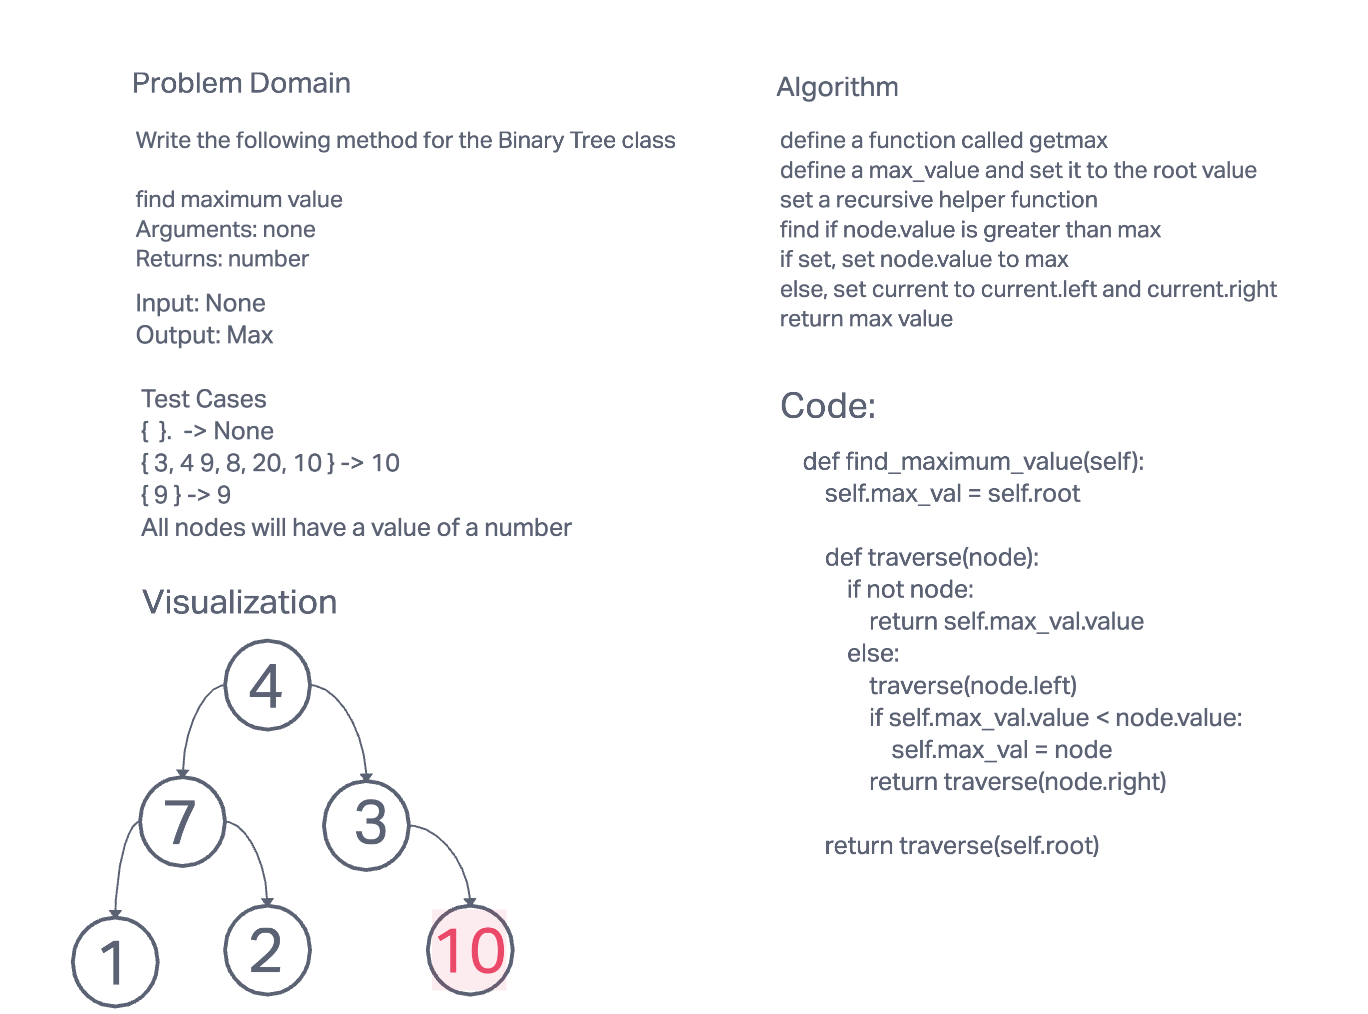 Problem Domain
Write the following method for the Binary Tree class
find maximum value
Arguments: none
Returns: number
Input: None
Output: Max
Test Cases
{ }. -> None
{ 3, 4 9, 8, 20, 10 } -> 10
{ 9 } -> 9
All nodes will have a value of a number
Visualization
4
7
3
1
2
10
Algorithm
define a function called getmax
define a max_value and set it to the root value
set a recursive helper function
find if node.value is greater than max
if set, set node.value to max
else, set current to current.left and current.right
return max value
Code:
def find_maximum_value(self):
self.max_val = self.root
def traverse(node):
if not node:
return self.max_val.value
else:
traverse(node.left)
if self.max_val.value < node.value:
self.max_val = node
return traverse(node.right)
return traverse(self.root)